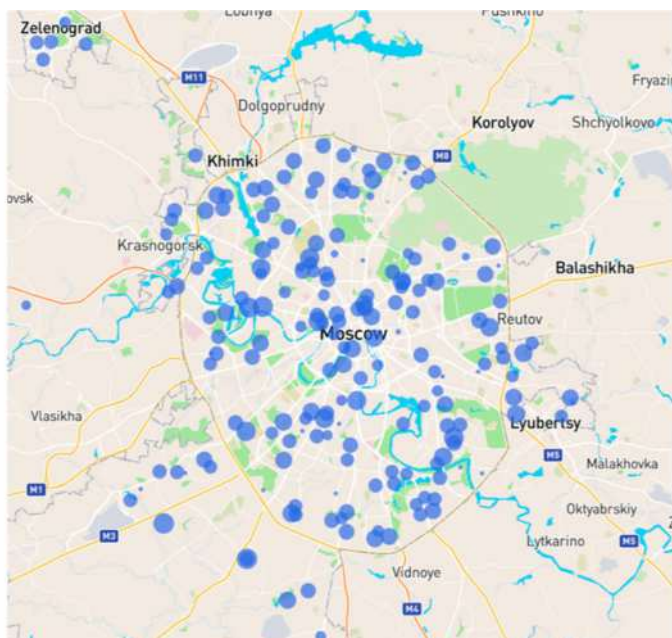 Lobnya
Pushkino
Zelenograd
M11
Fryazin
Dolgoprudny
Korolyov
Shchyolkovo
M8
Khimki
ovsk
Krasnogorsk
Balashikha
Reutov
Moscow
Vlasikha
Lyubertsy
M5
Malakhovka
M1
Oktyabrskiy
M3
Lytkarino
M5
Vidnoye
M4